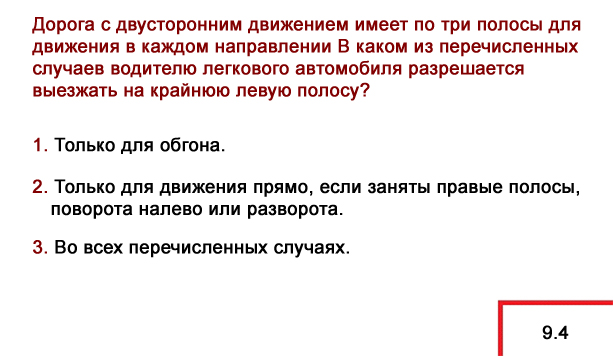 Дорога с двусторонним движением имеет по три полосы для
движения в каждом направлении В каком из перечисленных
случаев водителю легкового автомобиля разрешается
выезжать на крайнюю левую полосу?
1. Только для обгона.
2. Только для движения прямо, если заняты правые полосы,
поворота налево или разворота.
3. Во всех перечисленных случаях.
9.4